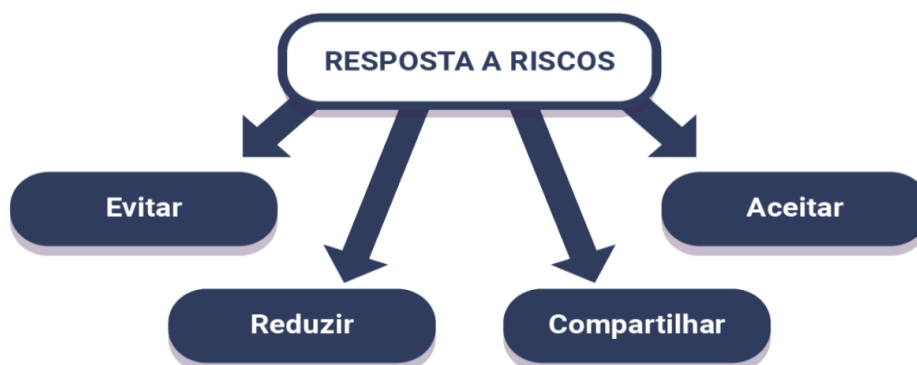 RESPOSTA A RISCOS
Evitar
Aceitar
Reduzir
Compartilhar